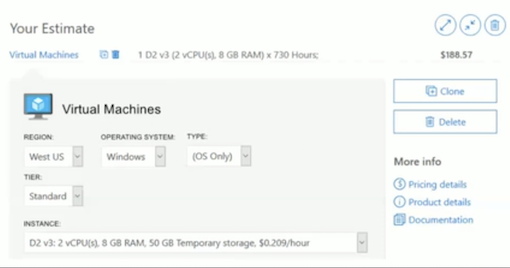 Your Estimate
Virtual Machines 1 D2 v3 (2 vCPU(s), 8 GB RAM) x 730 Hours; $188.57
Virtual Machines
Clone
Delete
REGION: OPERATING SYSTEM: TYPE:
West US Windows (OS Only)
TIER:
Standard
More info
Pricing details
Product details
Documentation
INSTANCE:
D2 v3: 2 vCPU(s), 8 GB RAM, 50 GB Temporary storage, $0.209/hour